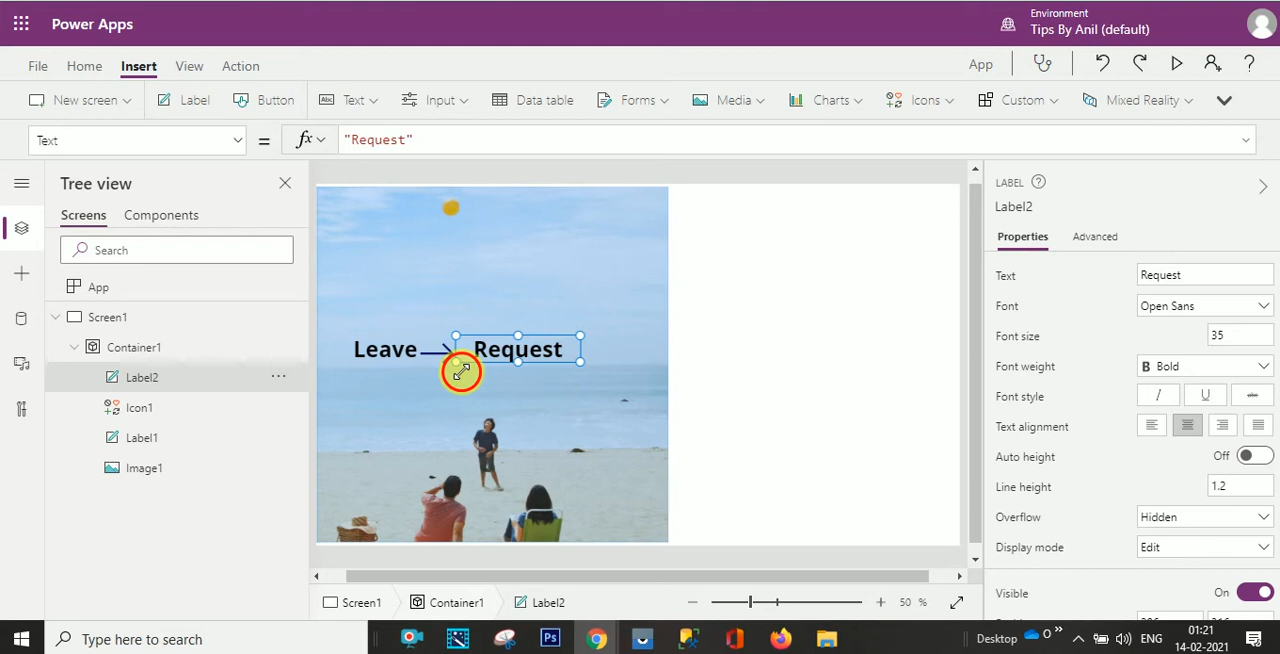 Power Apps
Environment
Tips By Anil (default)
File Home Insert View Action App
New screen Label Button Text Input Data table Forms Media Charts Icons Custom Mixed Reality
Text = fx "Request"
Tree view
Screens Components
Search
App
Screen1
Container1
Label2 ...
Icon1
Label1
Image1
Leave Request
LABEL ?
Label2
Properties Advanced
Text Request
Font Open Sans
Font size 35
Font weight B Bold
Font style / U abc
Text alignment
Auto height Off
Line height 1.2
Overflow Hidden
Display mode Edit
Visible On
Screen1 Container1 Label2 50 %
Type here to search
Ps
Desktop ENG 01:21
14-02-2021